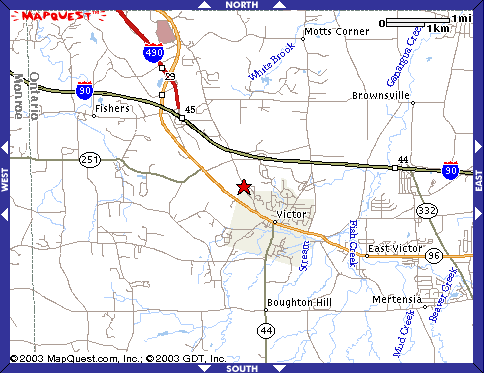 NORTH
MAPQUEST
0 1mi
1km
Motts Corner
490
White Brook
Ganargua Creek
29
Ontario
Monroe
90
Brownsville
Fishers
45
251
44
90
WEST
EAST
332
Victor
Fish Creek
Stream
East Victor
96
Beaver Creek
Boughton Hill
Mertensia
Mud Creek
44
©2003 MapQuest.com, Inc.; ©2003 GDT, Inc.
SOUTH